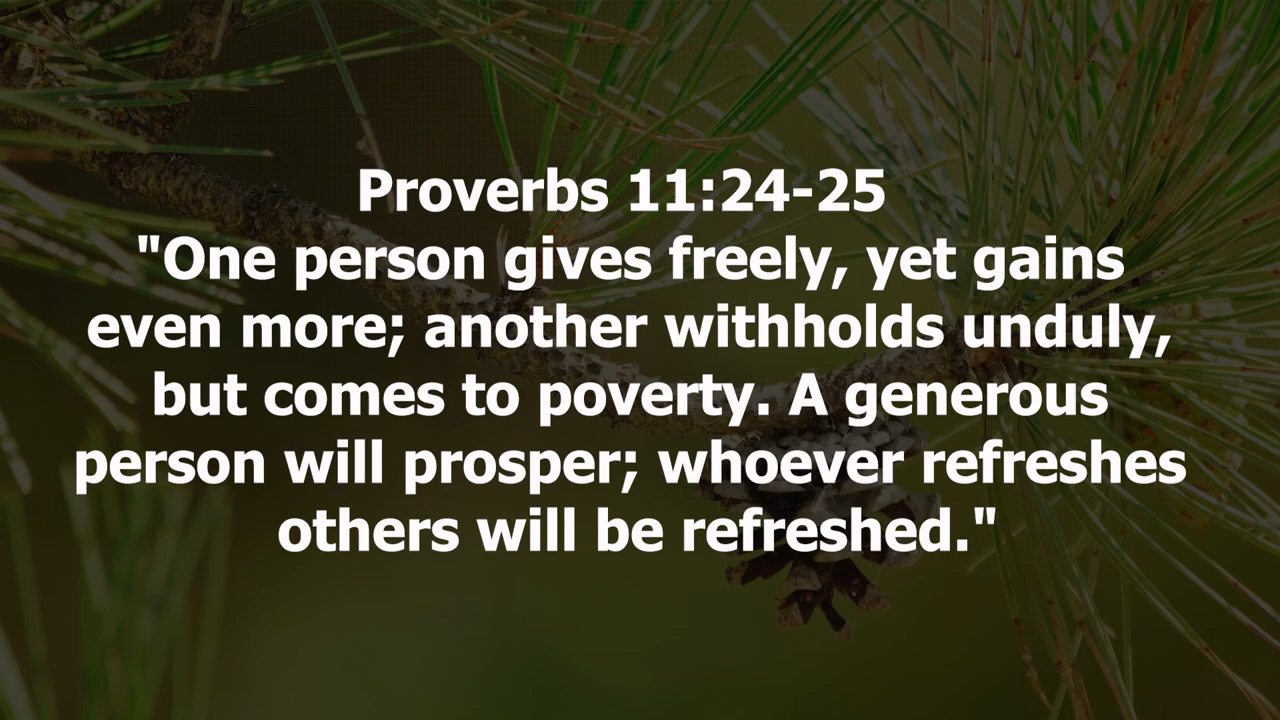 Proverbs 11:24-25
"One person gives freely, yet gains
even more; another withholds unduly,
but comes to poverty. A generous
person will prosper; whoever refreshes
others will be refreshed."